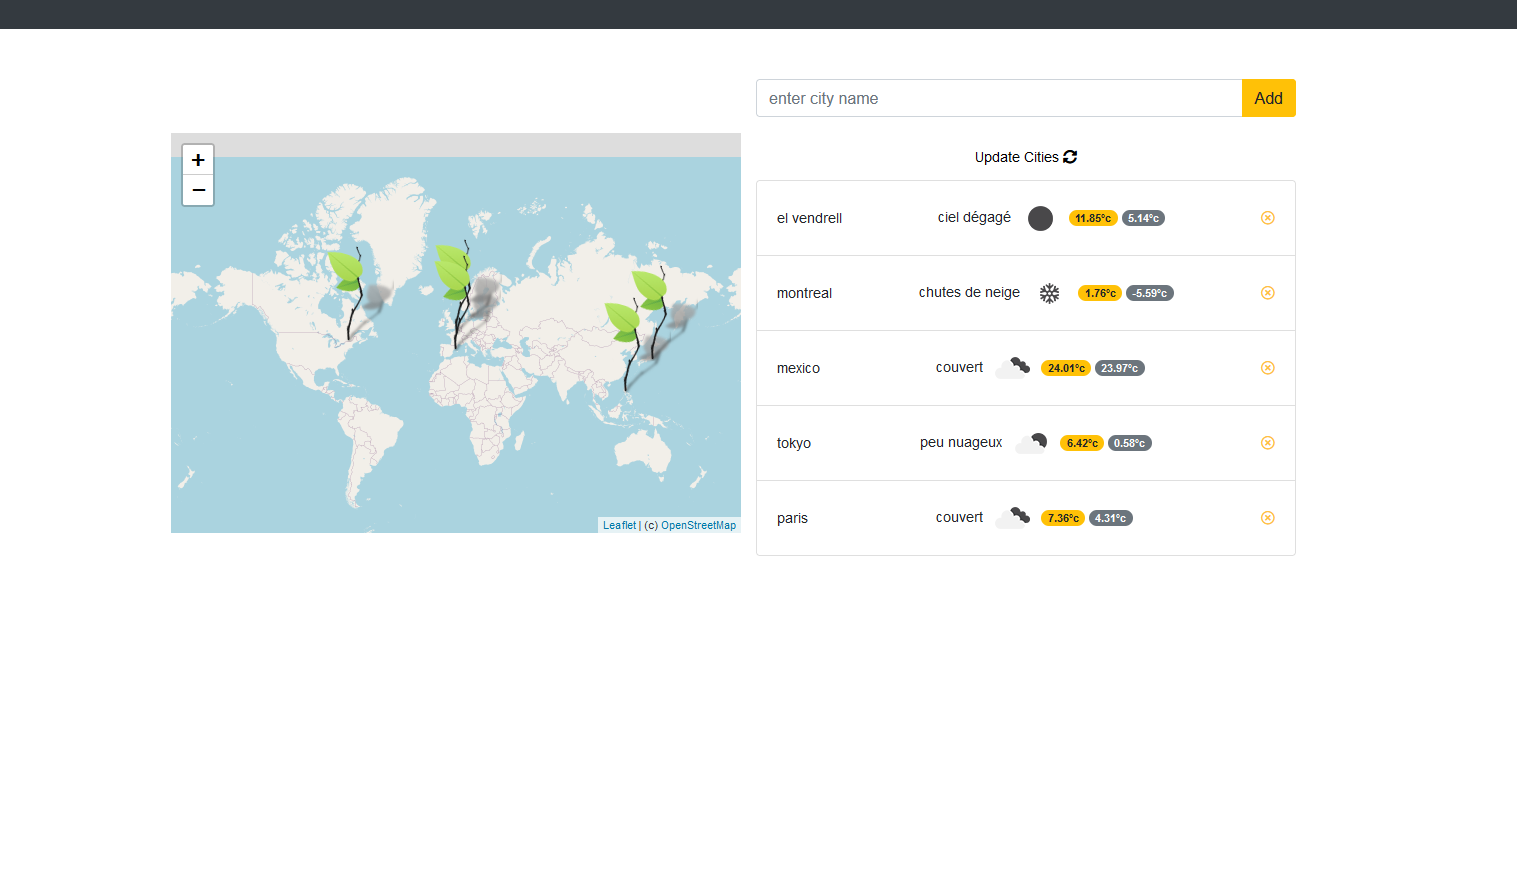 enter city name
Add
+
−
Update Cities
el vendrell ciel dégagé 11.85°c 5.14°c
montreal chutes de neige 1.76°c -5.59°c
mexico couvert 24.01°c 23.97°c
tokyo peu nuageux 6.42°c 0.58°c
paris couvert 7.36°c 4.31°c
Leaflet | (c) OpenStreetMap